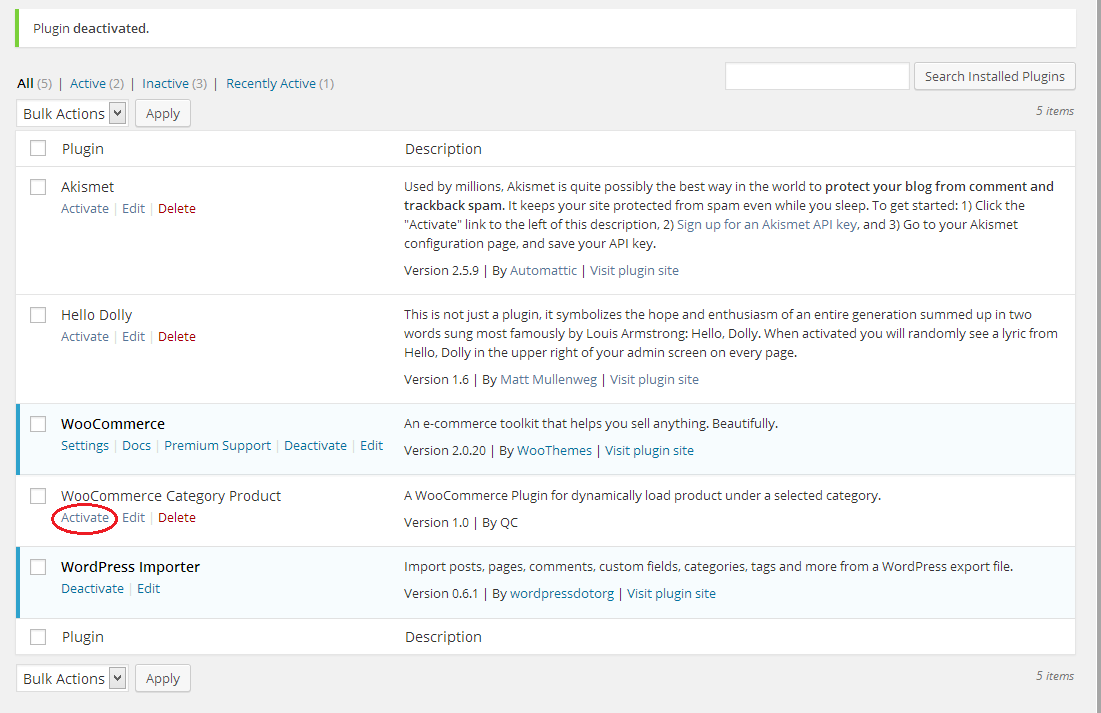 Plugin deactivated.
All (5) | Active (2) | Inactive (3) | Recently Active (1)
Search Installed Plugins
Bulk Actions
Apply
5 items
Plugin
Description
Akismet
Activate | Edit | Delete
Used by millions, Akismet is quite possibly the best way in the world to protect your blog from comment and
trackback spam. It keeps your site protected from spam even while you sleep. To get started: 1) Click the
"Activate" link to the left of this description, 2) Sign up for an Akismet API key, and 3) Go to your Akismet
configuration page, and save your API key.
Version 2.5.9 | By Automattic | Visit plugin site
Hello Dolly
Activate | Edit | Delete
This is not just a plugin, it symbolizes the hope and enthusiasm of an entire generation summed up in two
words sung most famously by Louis Armstrong: Hello, Dolly. When activated you will randomly see a lyric from
Hello, Dolly in the upper right of your admin screen on every page.
Version 1.6 | By Matt Mullenweg | Visit plugin site
WooCommerce
Settings | Docs | Premium Support | Deactivate | Edit
An e-commerce toolkit that helps you sell anything. Beautifully.
Version 2.0.20 | By WooThemes | Visit plugin site
WooCommerce Category Product
Activate | Edit | Delete
A WooCommerce Plugin for dynamically load product under a selected category.
Version 1.0 | By QC
WordPress Importer
Deactivate | Edit
Import posts, pages, comments, custom fields, categories, tags and more from a WordPress export file.
Version 0.6.1 | By wordpressdotorg | Visit plugin site
Plugin
Description
Bulk Actions
Apply
5 items